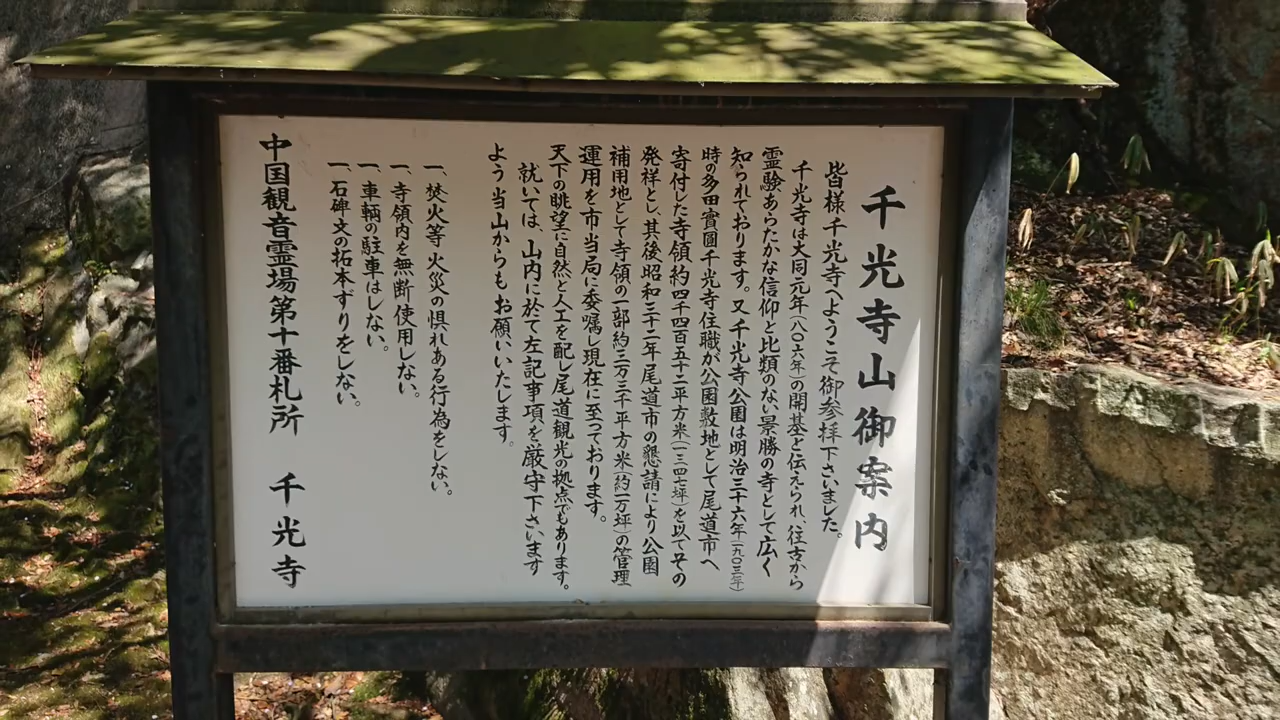 千光寺山御案内
皆様千光寺へようこそ御参拝下さいました。
千光寺は大同元年(八〇六年)の開基と伝えられ、往古から
霊験あらたかな信仰と比類のない景勝の寺として広く
知られております。又千光寺公園は明治三十六年(一九〇三年)
時の多田實圓千光寺住職が公園敷地として尾道市へ
寄付した寺領約四千四百五十二平方米(一三四七坪)を以てその
発祥とし、其後昭和三十二年尾道市の懇請により公園
補用地として寺領の一部約三万三千平方米(約一万坪)の管理
運用を市当局に委嘱し現在に至っております。
天下の眺望に自然と人工を配し尾道観光の拠点でもあります。
就いては、山内に於て左記事項を厳守下さいます
よう当山からもお願いいたします。
一、焚火等火災の惧れある行為をしない。
一、寺領内を無断使用しない。
一、車輌の駐車はしない。
一、石碑文の拓本ずりをしない。
中国観音霊場第十番札所 千光寺